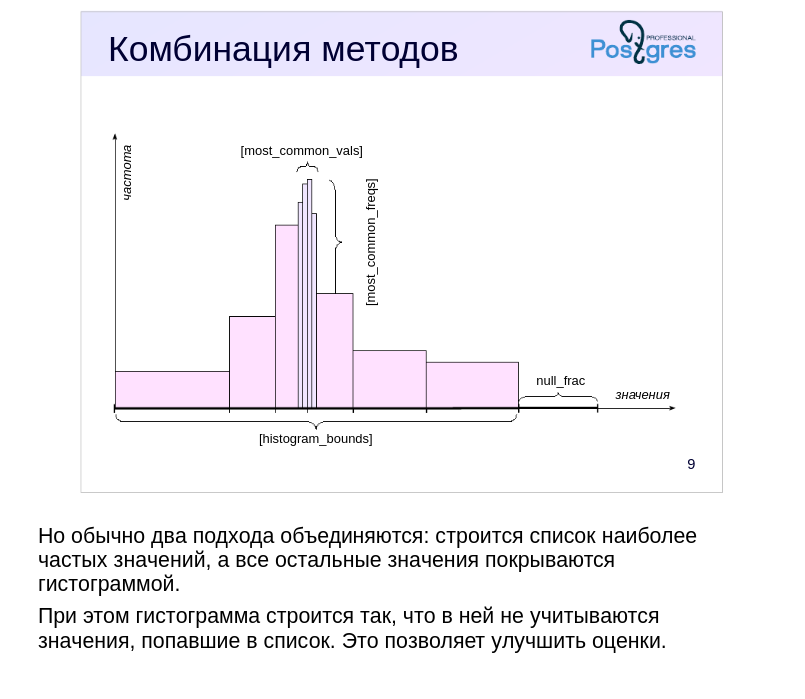 Комбинация методов
PROFESSIONAL
Postgres
частота
[most_common_vals]
[most_common_freqs]
null_frac
значения
[histogram_bounds]
9
Но обычно два подхода объединяются: строится список наиболее
частых значений, а все остальные значения покрываются
гистограммой.
При этом гистограмма строится так, что в ней не учитываются
значения, попавшие в список. Это позволяет улучшить оценки.